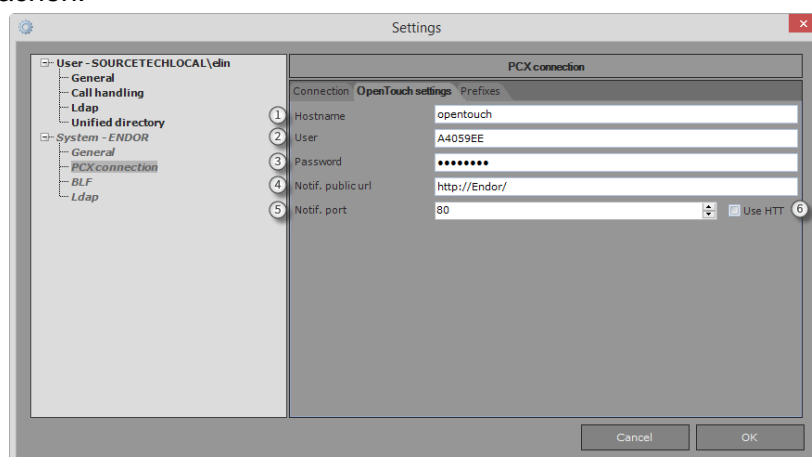 Settings
User - SOURCETECHLOCAL\elin
General
Call handling
Ldap
Unified directory
System - ENDOR
General
PCX connection
BLF
Ldap
PCX connection
Connection OpenTouch settings Prefixes
1 Hostname opentouch
2 User A4059EE
3 Password ••••••••
4 Notif. public url http://Endor/
5 Notif. port 80 Use HTT 6
Cancel OK